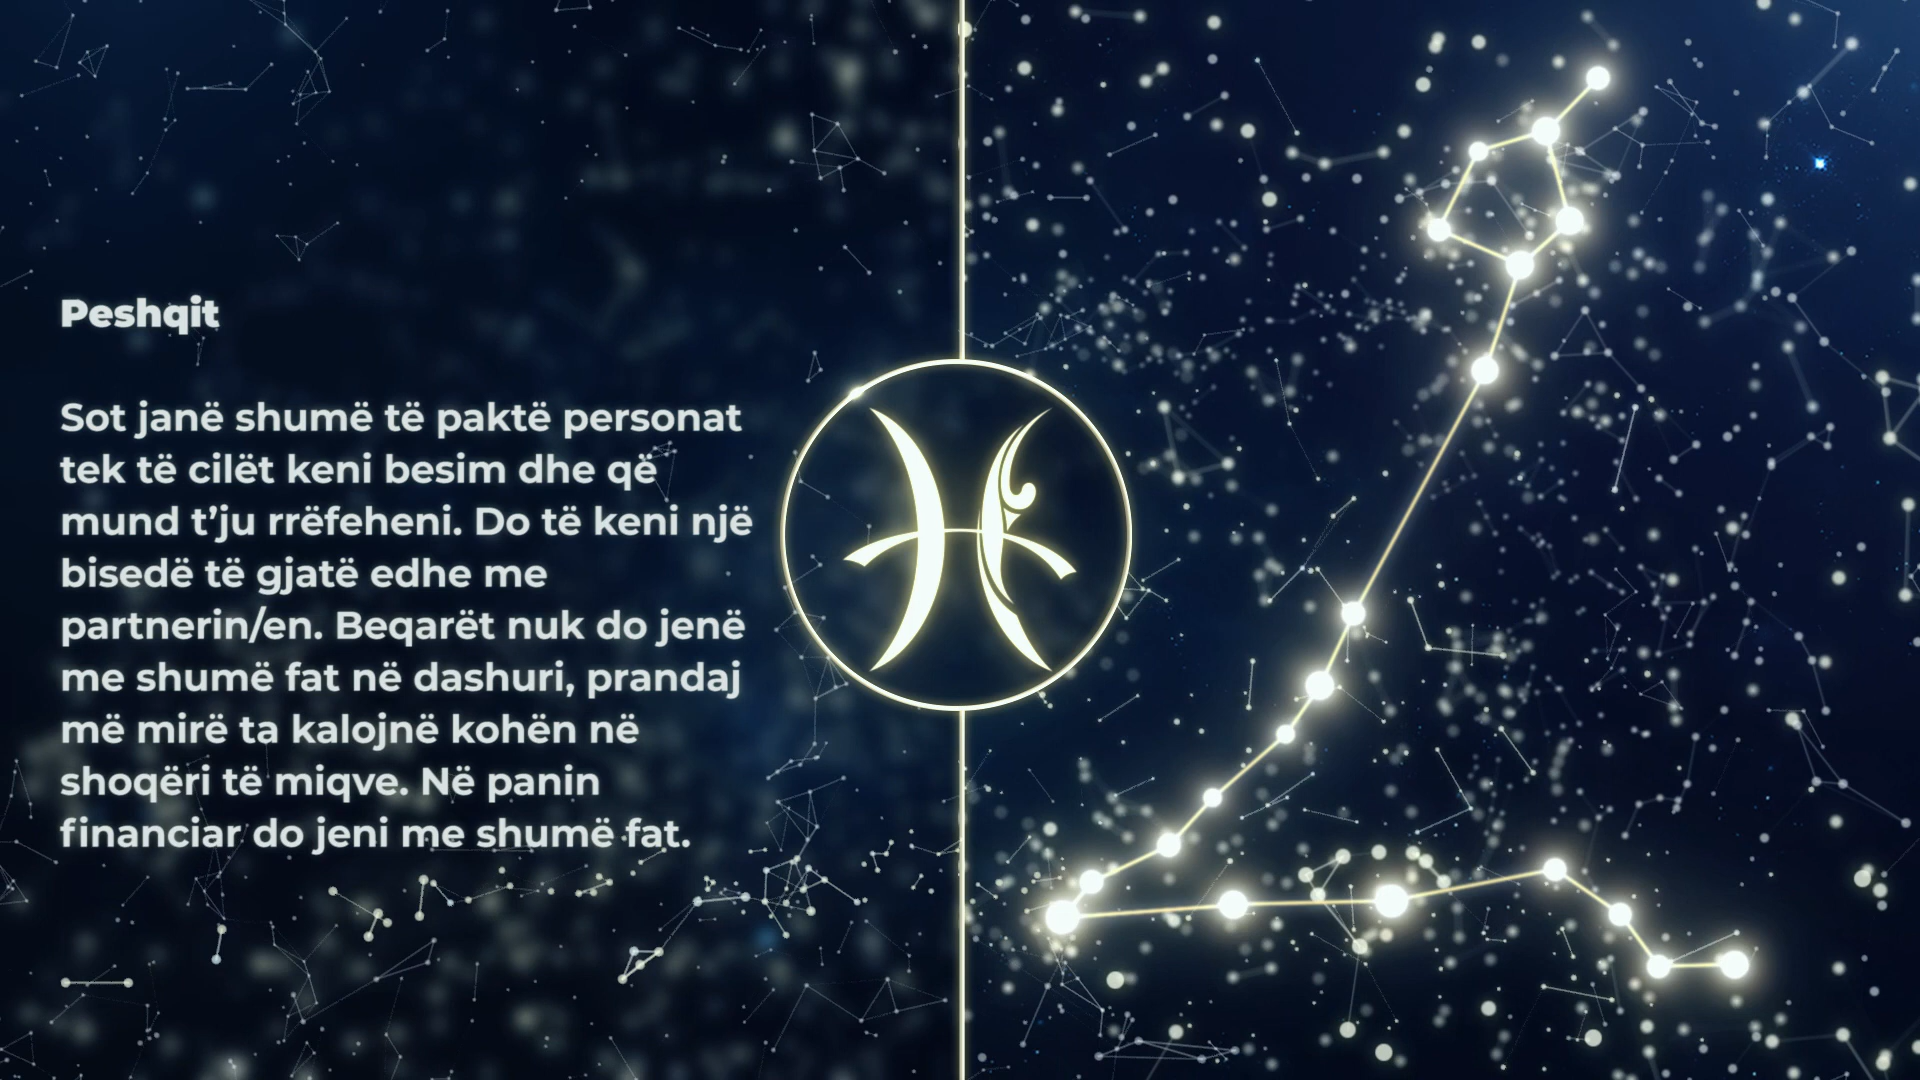 Peshqit
Sot janë shumë të paktë personat
tek të cilët keni besim dhe që
mund t’ju rrëfeheni. Do të keni një
bisedë të gjatë edhe me
partnerin/en. Beqarët nuk do jenë
me shumë fat në dashuri, prandaj
më mirë ta kalojnë kohën në
shoqëri të miqve. Në panin
financiar do jeni me shumë fat.